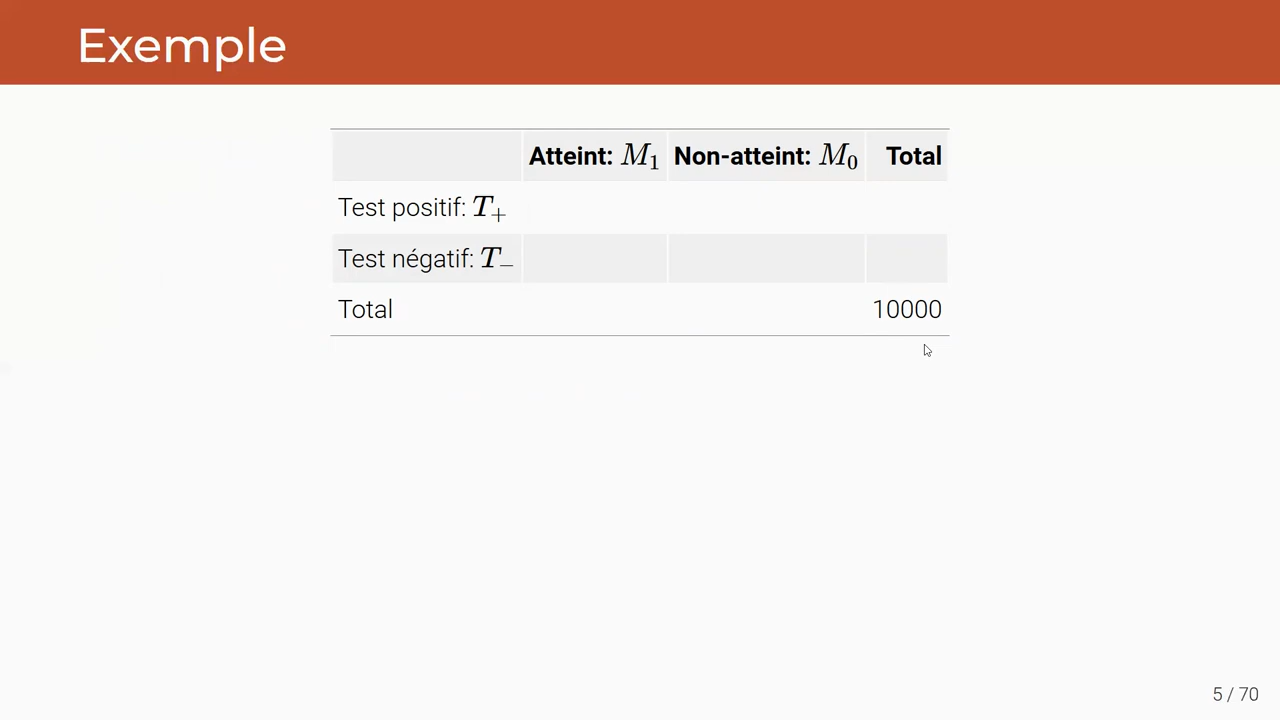 Exemple
Atteint: M₁ Non-atteint: M₀ Total
Test positif: T₊
Test négatif: T₋
Total 10000
5 / 70